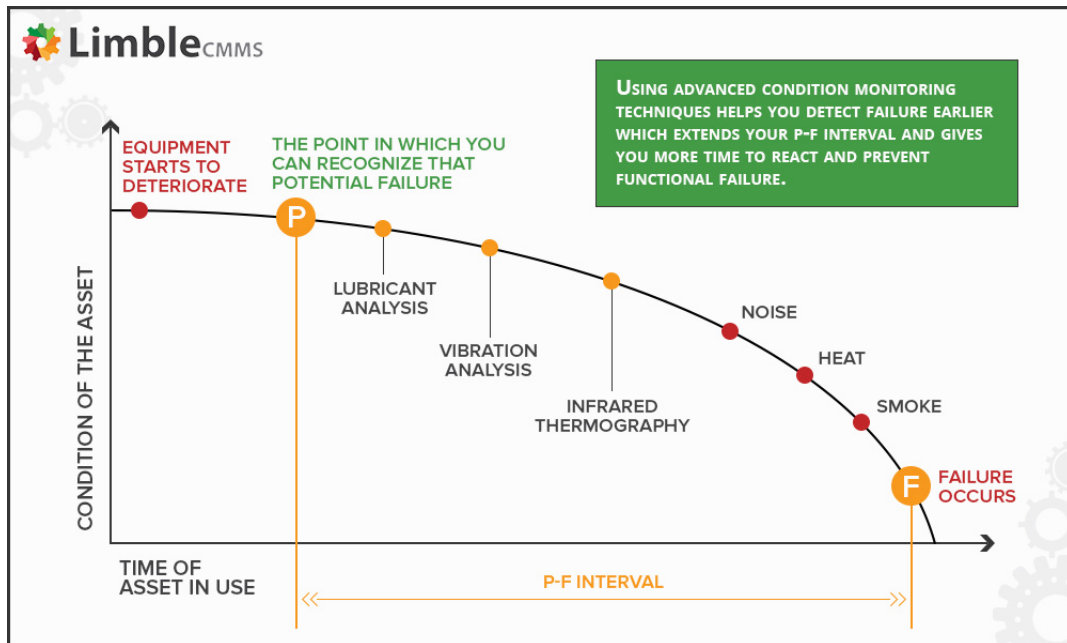 Limble CMMS
USING ADVANCED CONDITION MONITORING
TECHNIQUES HELPS YOU DETECT FAILURE EARLIER
WHICH EXTENDS YOUR P-F INTERVAL AND GIVES
YOU MORE TIME TO REACT AND PREVENT
FUNCTIONAL FAILURE.
EQUIPMENT
STARTS TO
DETERIORATE
THE POINT IN WHICH YOU
CAN RECOGNIZE THAT
POTENTIAL FAILURE
P
LUBRICANT
ANALYSIS
VIBRATION
ANALYSIS
INFRARED
THERMOGRAPHY
NOISE
HEAT
SMOKE
F
FAILURE
OCCURS
CONDITION OF THE ASSET
TIME OF
ASSET IN USE
P-F INTERVAL